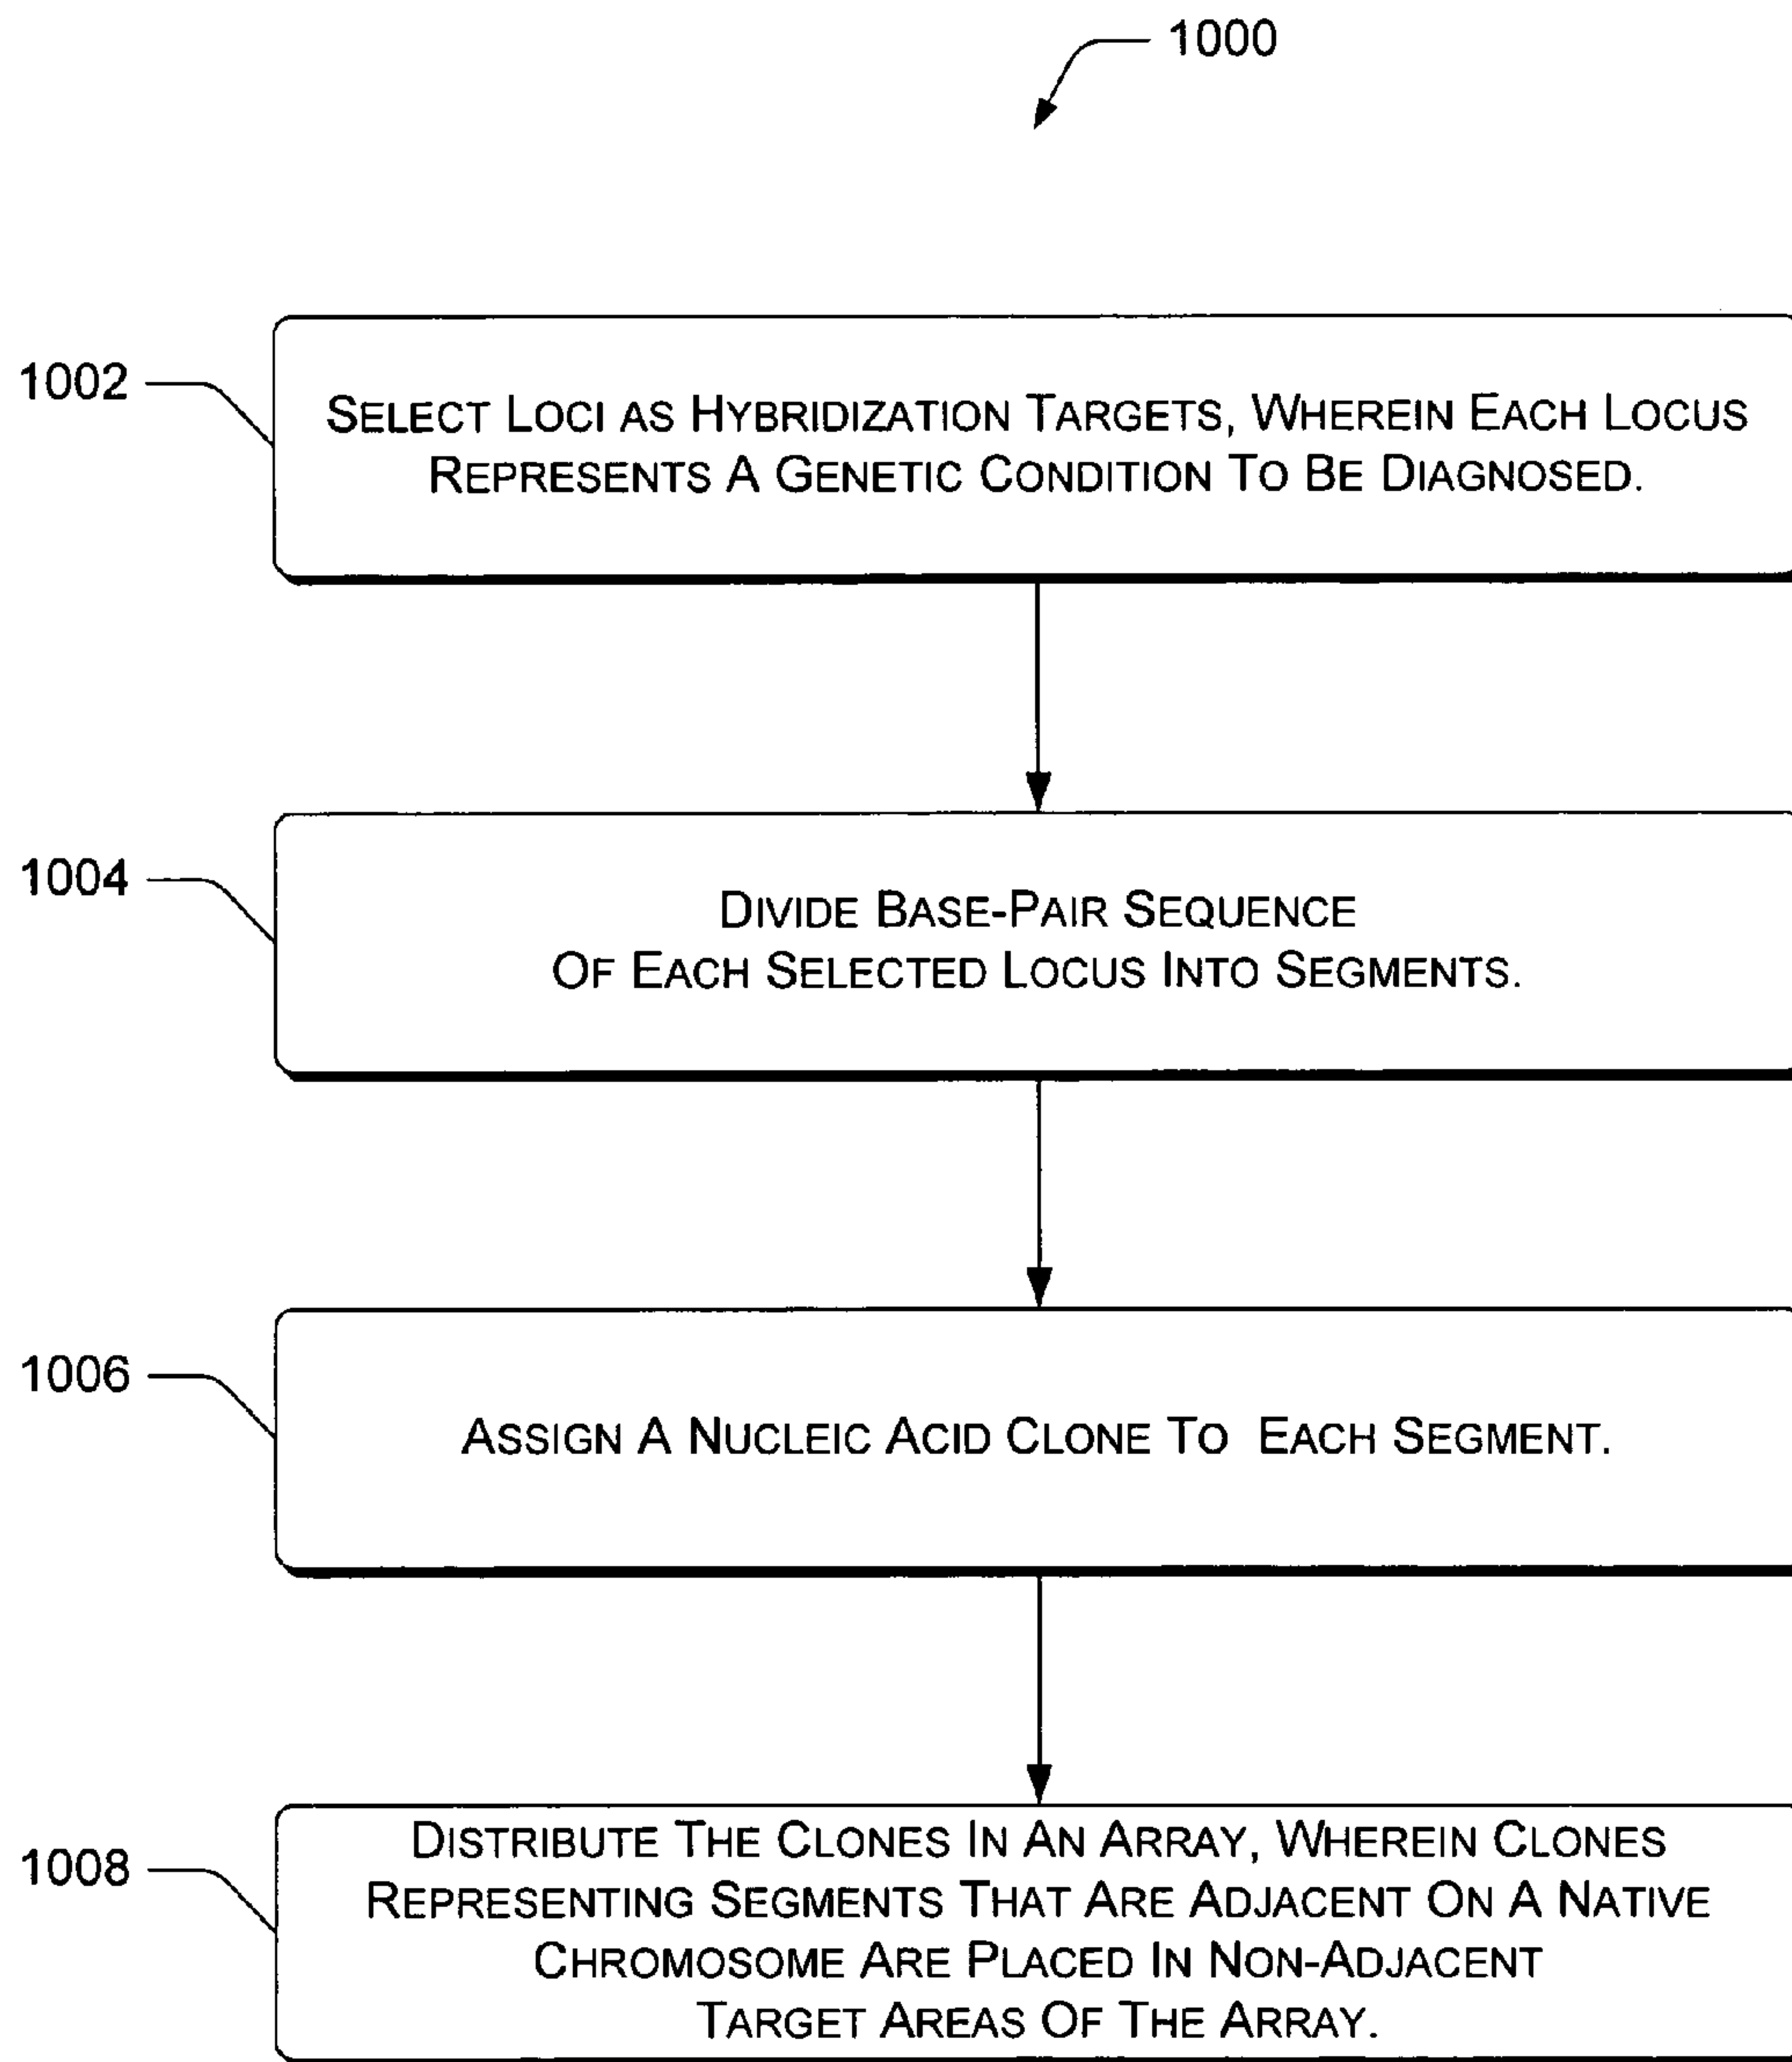 1000
1002
SELECT LOCI AS HYBRIDIZATION TARGETS, WHEREIN EACH LOCUS
REPRESENTS A GENETIC CONDITION TO BE DIAGNOSED.
1004
DIVIDE BASE-PAIR SEQUENCE
OF EACH SELECTED LOCUS INTO SEGMENTS.
1006
ASSIGN A NUCLEIC ACID CLONE TO EACH SEGMENT.
1008
DISTRIBUTE THE CLONES IN AN ARRAY, WHEREIN CLONES
REPRESENTING SEGMENTS THAT ARE ADJACENT ON A NATIVE
CHROMOSOME ARE PLACED IN NON-ADJACENT
TARGET AREAS OF THE ARRAY.